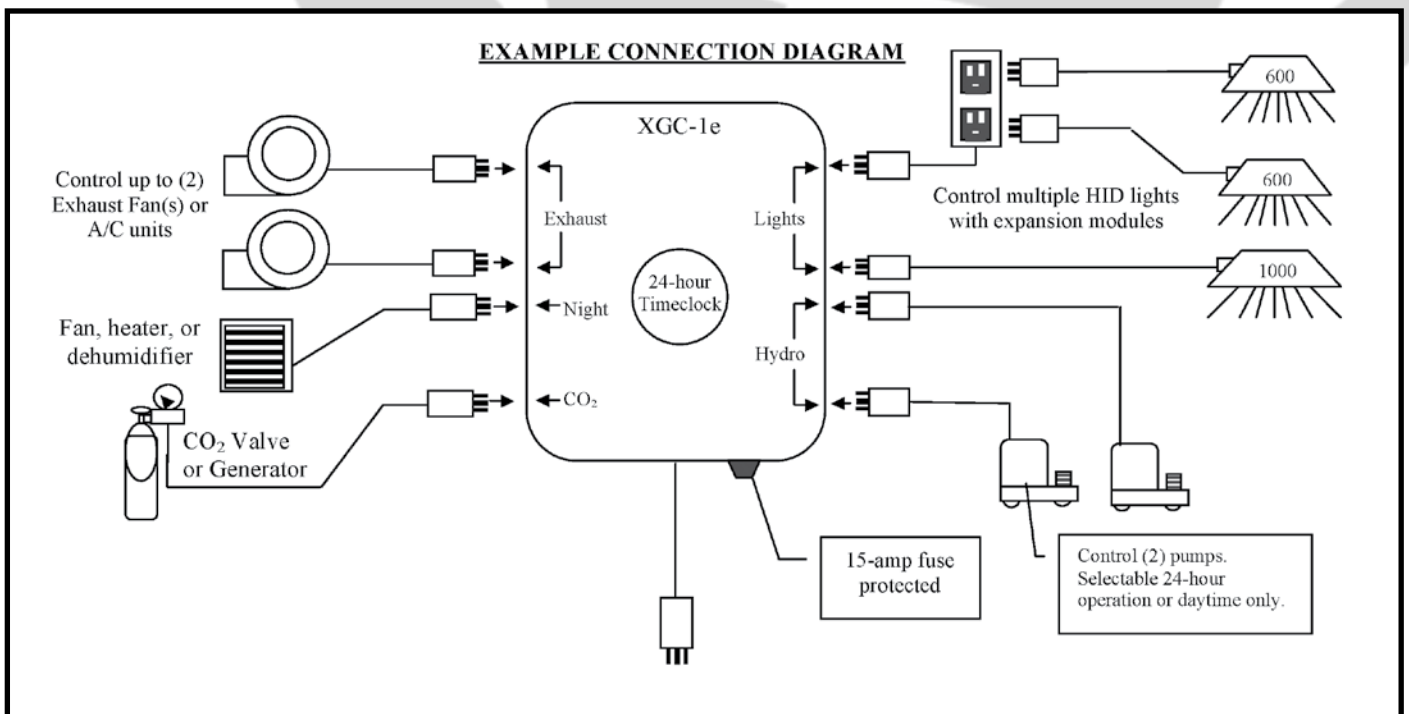 EXAMPLE CONNECTION DIAGRAM
XGC-1e
Control up to (2)
Exhaust Fan(s) or
A/C units
Exhaust
Night
Fan, heater, or
dehumidifier
CO₂
CO₂ Valve
or Generator
24-hour
Timeclock
Lights
Hydro
600
600
1000
Control multiple HID lights
with expansion modules
15-amp fuse
protected
Control (2) pumps.
Selectable 24-hour
operation or daytime only.